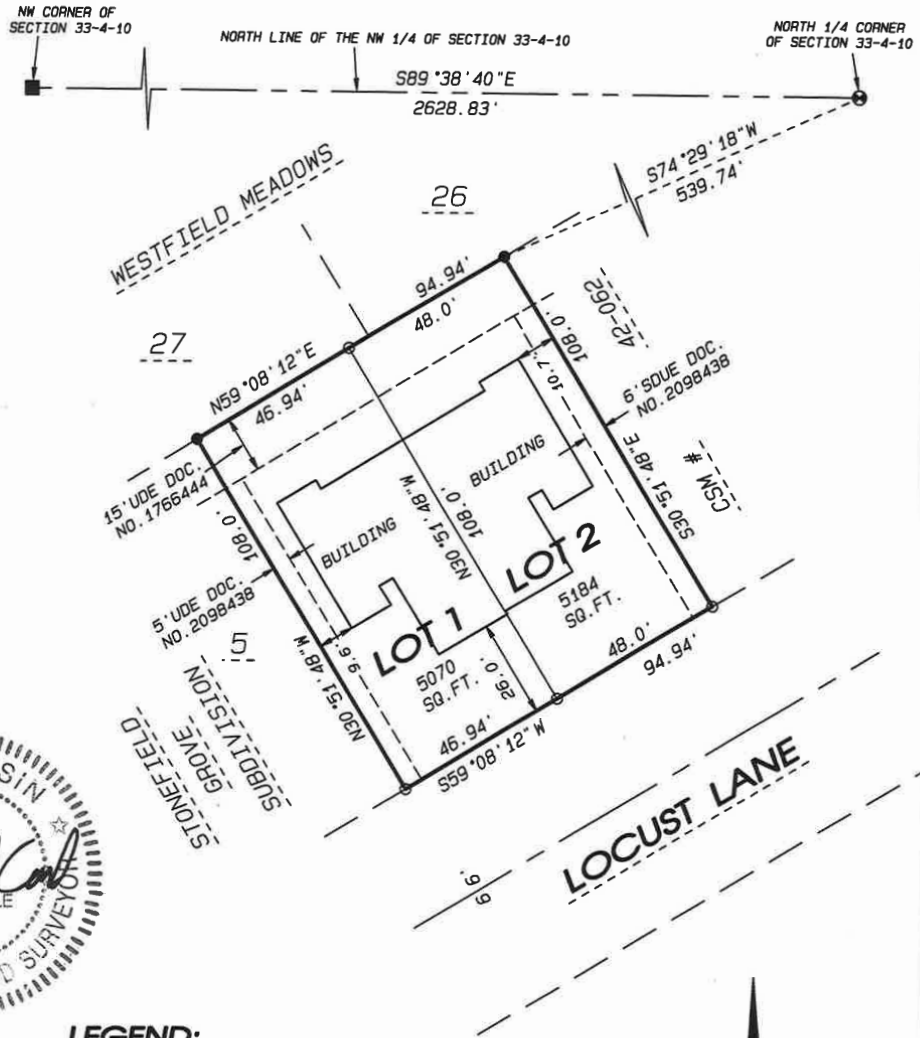 NW CORNER OF
SECTION 33-4-10
NORTH LINE OF THE NW 1/4 OF SECTION 33-4-10
NORTH 1/4 CORNER
OF SECTION 33-4-10
S89°38'40"E
2628.83'
S74°29'18"W
539.74'
WESTFIELD MEADOWS
26
27
94.94'
48.0'
N59°08'12"E
46.94'
42-062
CSM #
108.0'
10.7'
6'SDUE DOC.
NO.2098438
S30°51'48"E
15'UDE DOC.
NO.1766444
108.0'
BUILDING
BUILDING
N30°51'48"W
108.0'
5'UDE DOC.
NO.2098438
5
N30°51'48"W
9.6'
LOT 1
5070
SQ.FT.
LOT 2
5184
SQ.FT.
26.0'
48.0'
94.94'
46.94'
S59°08'12"W
STONEFIELD
GROVE
SUBDIVISION
LOCUST LANE
D SURVEYOR
LEGEND: